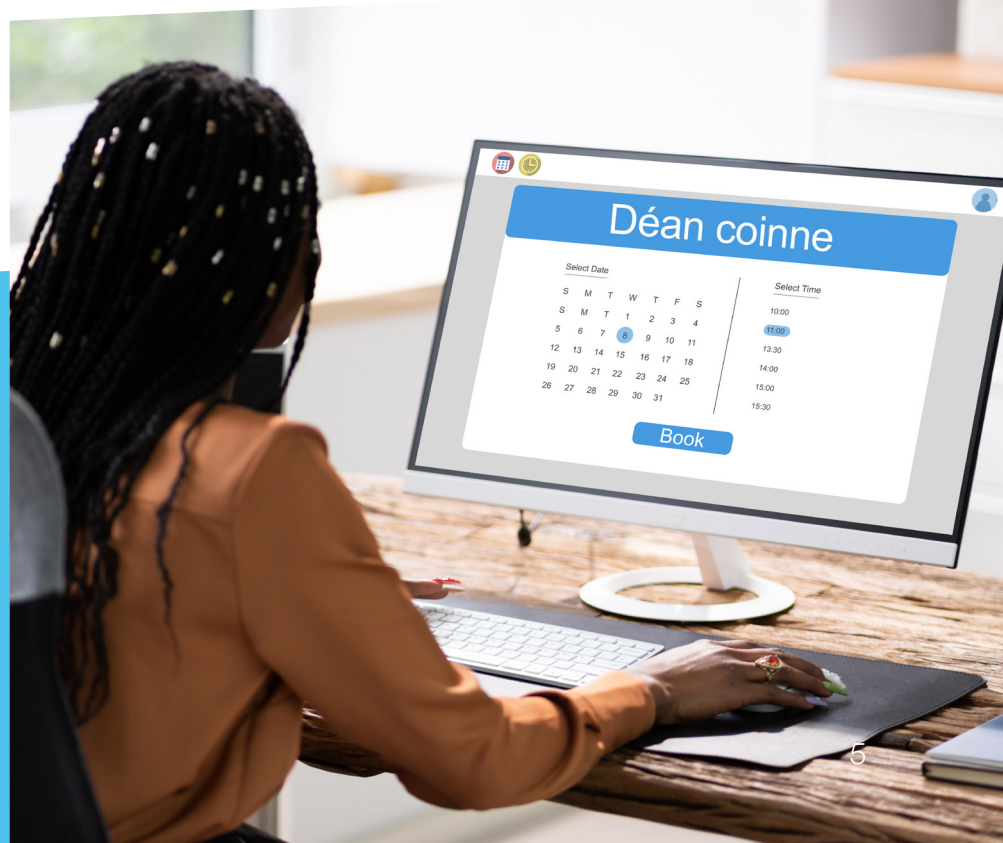 Déan coinne
Select Date
S M T W T F S
S M T 1 2 3 4
5 6 7 8 9 10 11
12 13 14 15 16 17 18
19 20 21 22 23 24 25
26 27 28 29 30 31
Select Time
10:00
11:00
13:30
14:00
15:00
15:30
Book
5